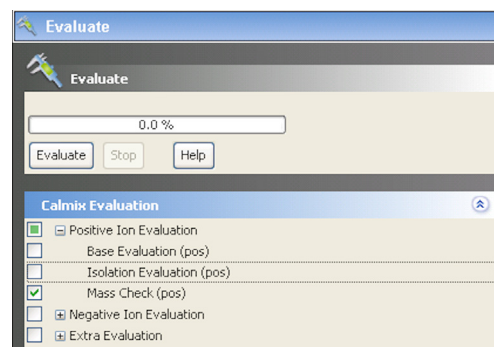 Evaluate
Evaluate
0.0 %
Evaluate Stop Help
Calmix Evaluation
Positive Ion Evaluation
Base Evaluation (pos)
Isolation Evaluation (pos)
Mass Check (pos)
Negative Ion Evaluation
Extra Evaluation